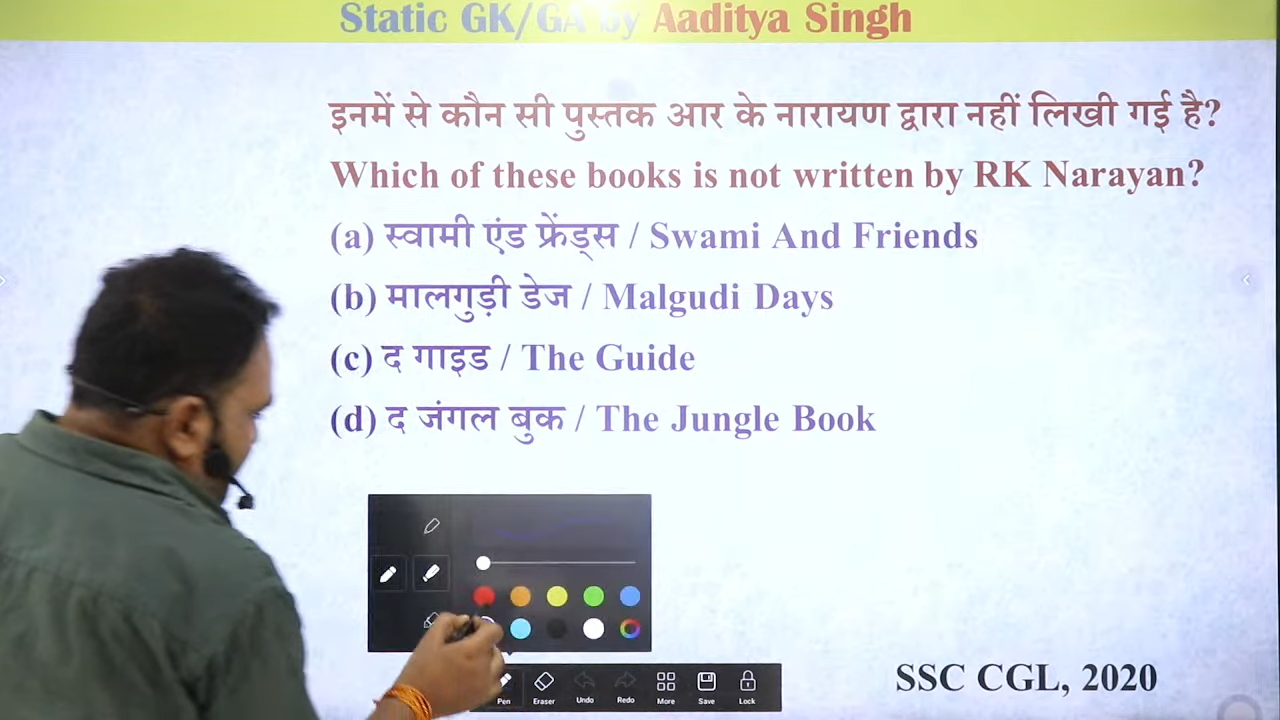 Static GK/GA by Aaditya Singh
इनमें से कौन सी पुस्तक आर के नारायण द्वारा नहीं लिखी गई है?
Which of these books is not written by RK Narayan?
(a) स्वामी एंड फ्रेंड्स / Swami And Friends
(b) मालगुड़ी डेज / Malgudi Days
(c) द गाइड / The Guide
(d) द जंगल बुक / The Jungle Book
SSC CGL, 2020
Pen Eraser Undo Redo More Save Lock